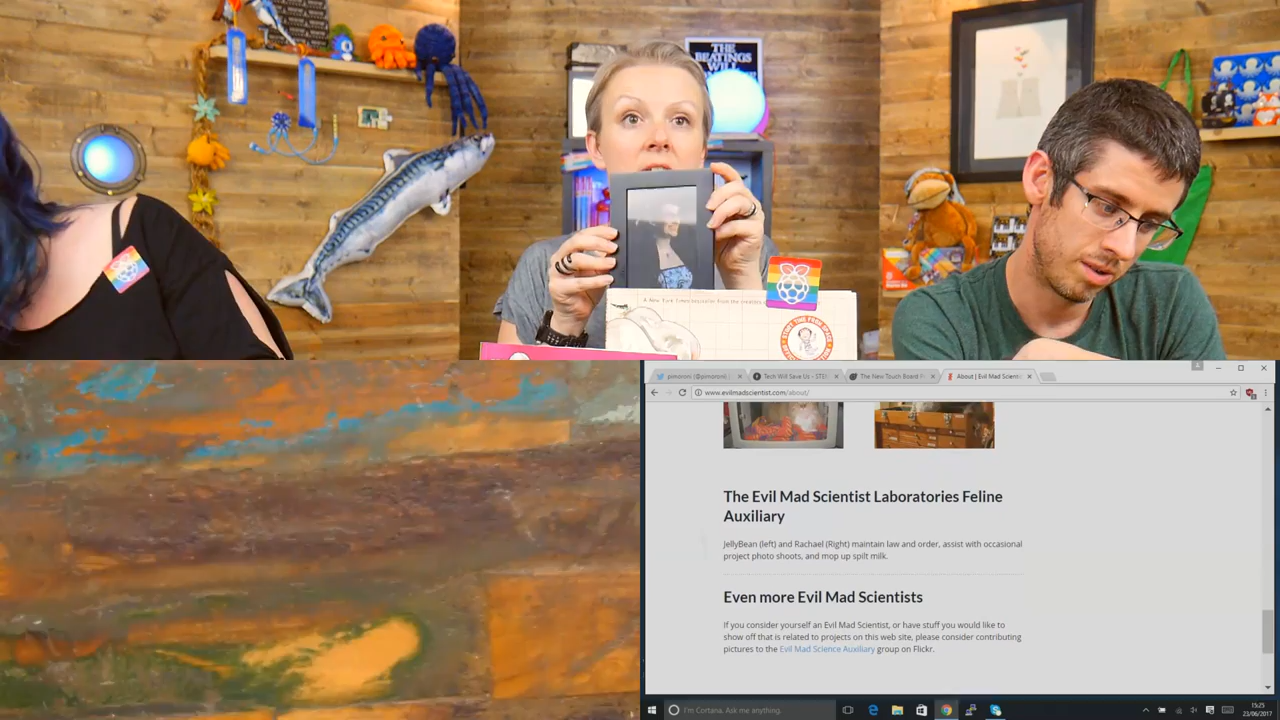 THE
BEATINGS
WILL
pimoroni (@pimoroni)
Tech Will Save Us - STE
The New Touch Board P
About | Evil Mad Scienti
www.evilmadscientist.com/about/
The Evil Mad Scientist Laboratories Feline
Auxiliary
JellyBean (left) and Rachael (Right) maintain law and order, assist with occasional
project photo shoots, and mop up spilt milk.
Even more Evil Mad Scientists
If you consider yourself an Evil Mad Scientist, or have stuff you would like to
show off that is related to projects on this web site, please consider contributing
pictures to the Evil Mad Science Auxiliary group on Flickr.
I'm Cortana. Ask me anything.
15:25
23/06/2017